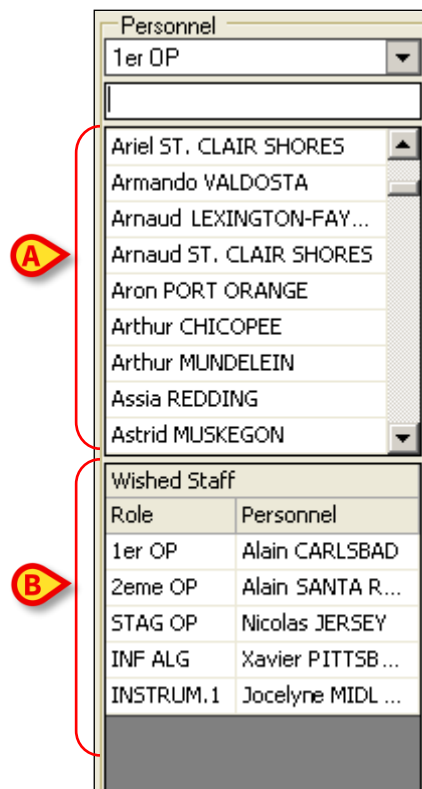 Personnel
1er OP
Ariel ST. CLAIR SHORES
Armando VALDOSTA
Arnaud LEXINGTON-FAY...
Arnaud ST. CLAIR SHORES
Aron PORT ORANGE
Arthur CHICOPEE
Arthur MUNDELEIN
Assia REDDING
Astrid MUSKEGON
A
Wished Staff
Role Personnel
1er OP Alain CARLSBAD
2eme OP Alain SANTA R...
STAG OP Nicolas JERSEY
INF ALG Xavier PITTSB...
INSTRUM.1 Jocelyne MIDL ...
B